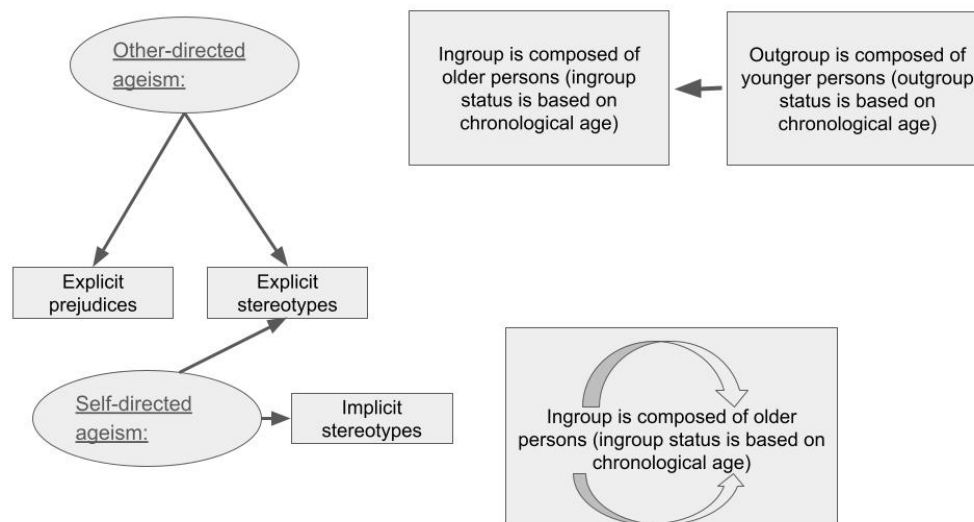 Other-directed
ageism:
Ingroup is composed of
older persons (ingroup
status is based on
chronological age)
Outgroup is composed of
younger persons (outgroup
status is based on
chronological age)
Explicit
prejudices
Explicit
stereotypes
Self-directed
ageism:
Implicit
stereotypes
Ingroup is composed of older
persons (ingroup status is based on
chronological age)